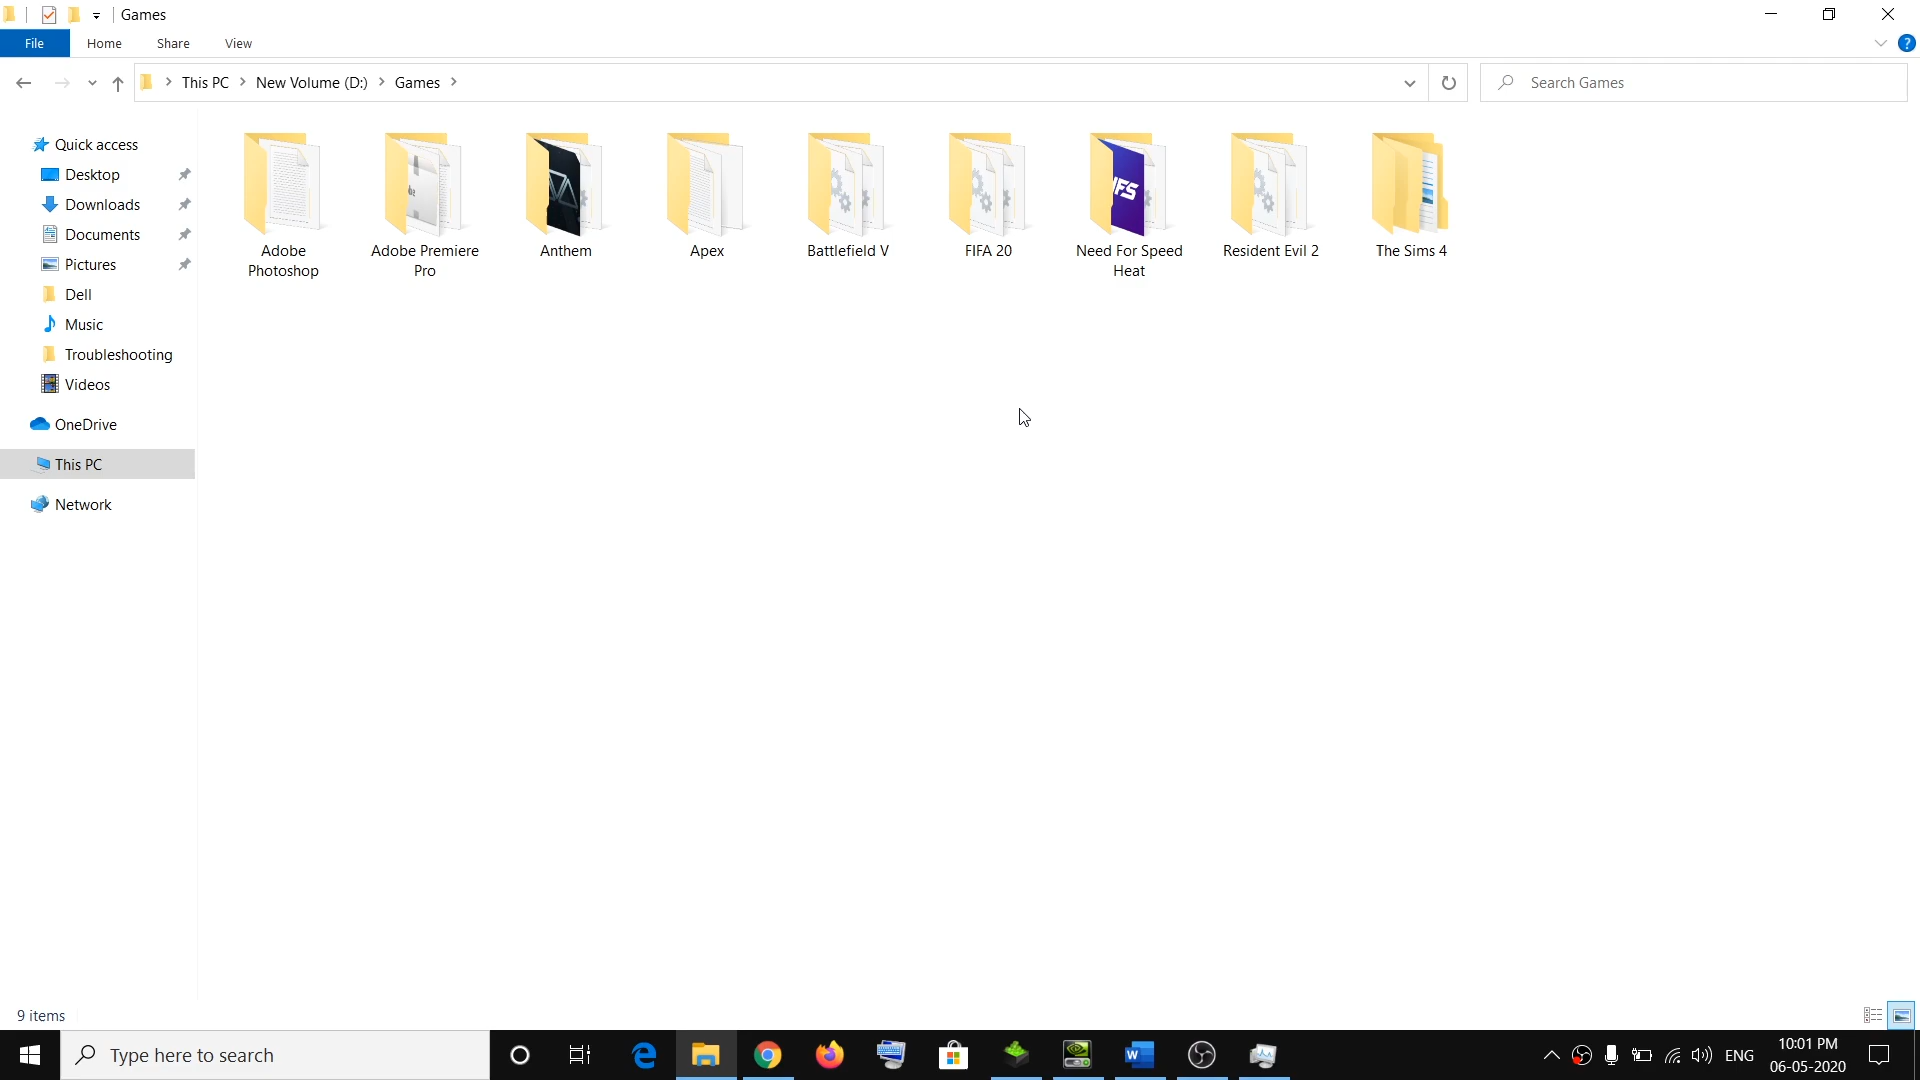 Games
File Home Share View
This PC New Volume (D:) Games Search Games
Quick access
Desktop
Downloads
Documents
Pictures
Dell
Music
Troubleshooting
Videos
OneDrive
This PC
Network
Adobe
Photoshop
Adobe Premiere
Pro
Anthem
Apex
Battlefield V
FIFA 20
Need For Speed
Heat
Resident Evil 2
The Sims 4
9 items
Type here to search
ENG
10:01 PM
06-05-2020